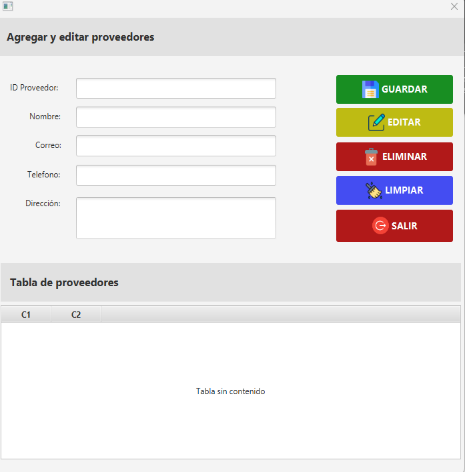 Agregar y editar proveedores
ID Proveedor:
GUARDAR
Nombre:
EDITAR
Correo:
ELIMINAR
Telefono:
LIMPIAR
Dirección:
SALIR
Tabla de proveedores
C1 C2
Tabla sin contenido